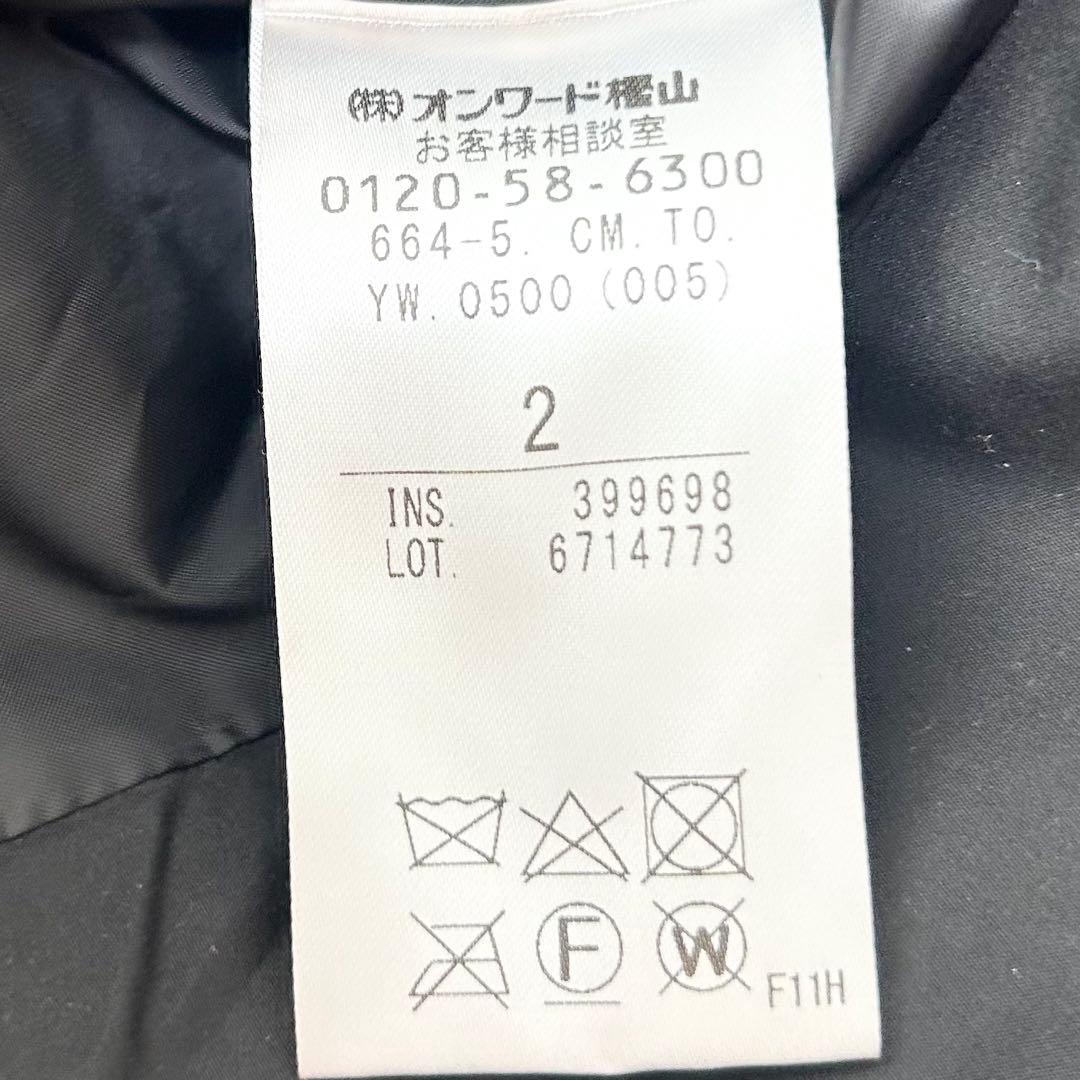 (株)オンワード樫山
お客様相談室
0120-58-6300
664-5. CM. TO.
YW. 0500 (005)
2
INS. 399698
LOT. 6714773
F
W
F11H